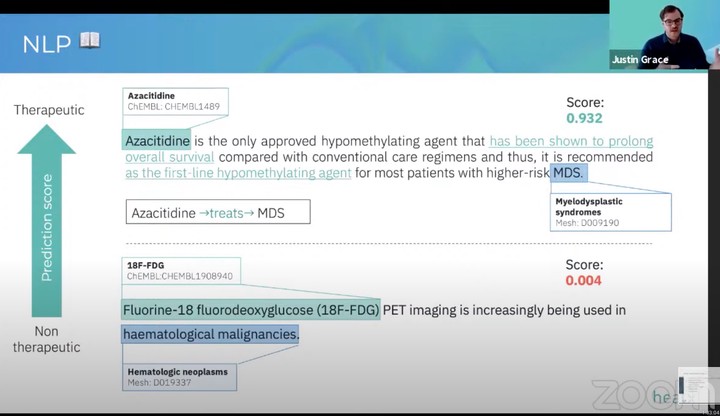 NLP
Justin Grace
Therapeutic
Prediction score
Non
therapeutic
Azacitidine
ChEMBL: CHEMBL1489
Score:
0.932
Azacitidine is the only approved hypomethylating agent that has been shown to prolong
overall survival compared with conventional care regimens and thus, it is recommended
as the first-line hypomethylating agent for most patients with higher-risk MDS.
Azacitidine →treats→ MDS
Myelodysplastic
syndromes
Mesh: D009190
18F-FDG
ChEMBL:CHEMBL1908940
Score:
0.004
Fluorine-18 fluorodeoxyglucose (18F-FDG) PET imaging is increasingly being used in
haematological malignancies.
Hematologic neoplasms
Mesh: D019337
zoom